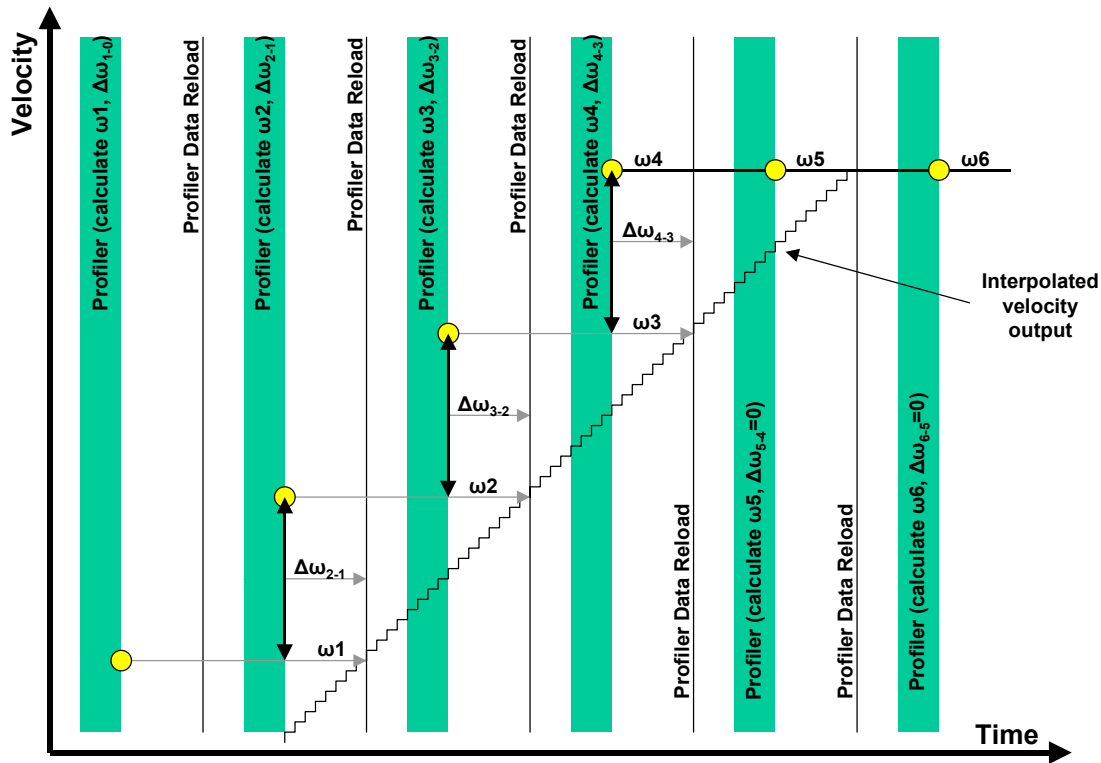 Velocity
Profiler (calculate ω1, Δω1-0)
Profiler Data Reload
Profiler (calculate ω2, Δω2-1)
Profiler Data Reload
Profiler (calculate ω3, Δω3-2)
Profiler Data Reload
Profiler (calculate ω4, Δω4-3)
Profiler Data Reload
Profiler (calculate ω5, Δω5-4=0)
Profiler Data Reload
Profiler (calculate ω6, Δω6-5=0)
ω4
ω5
ω6
Δω4-3
Interpolated
velocity
output
ω3
Δω3-2
ω2
Δω2-1
ω1
Time